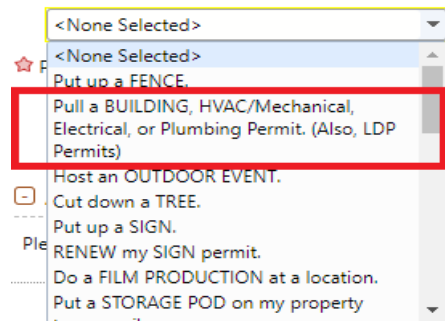 <None Selected>
<None Selected>
Put up a FENCE.
Pull a BUILDING, HVAC/Mechanical,
Electrical, or Plumbing Permit. (Also, LDP
Permits)
Host an OUTDOOR EVENT.
Cut down a TREE.
Put up a SIGN.
Ple
RENEW my SIGN permit.
Do a FILM PRODUCTION at a location.
Put a STORAGE POD on my property